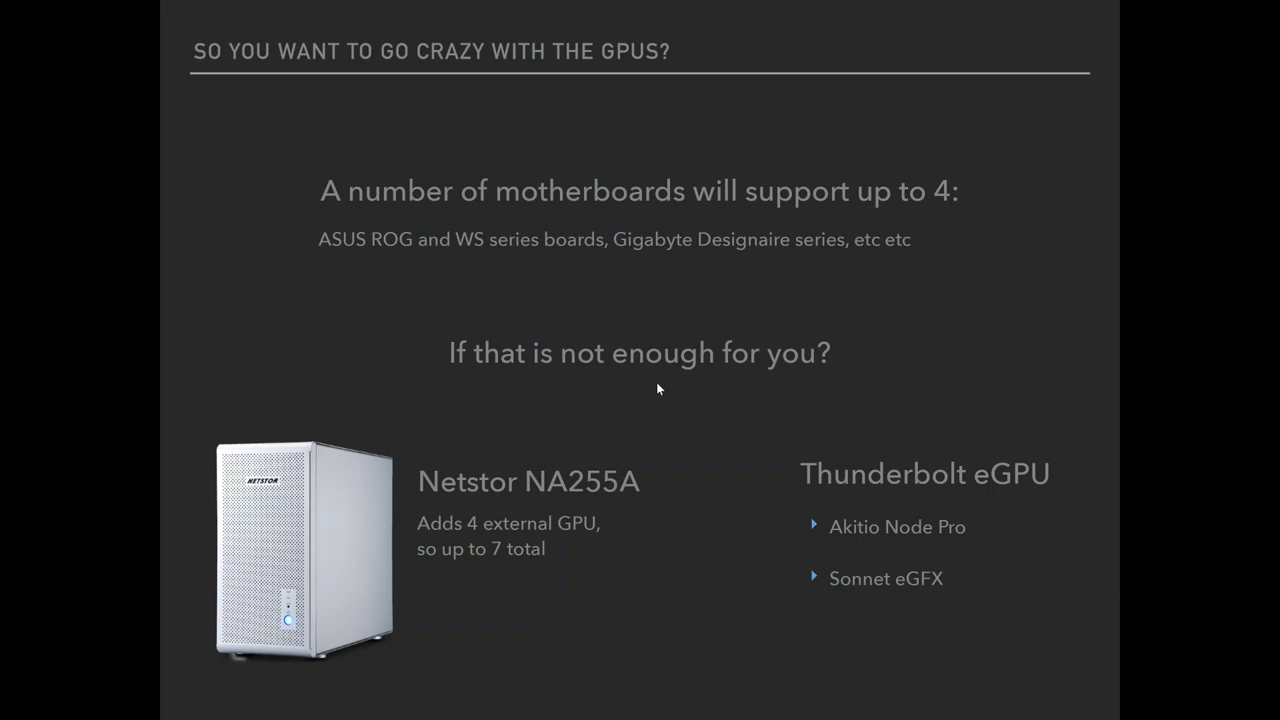 SO YOU WANT TO GO CRAZY WITH THE GPUS?
A number of motherboards will support up to 4:
ASUS ROG and WS series boards, Gigabyte Designaire series, etc etc
If that is not enough for you?
NETSTOR
Netstor NA255A
Adds 4 external GPU,
so up to 7 total
Thunderbolt eGPU
Akitio Node Pro
Sonnet eGFX